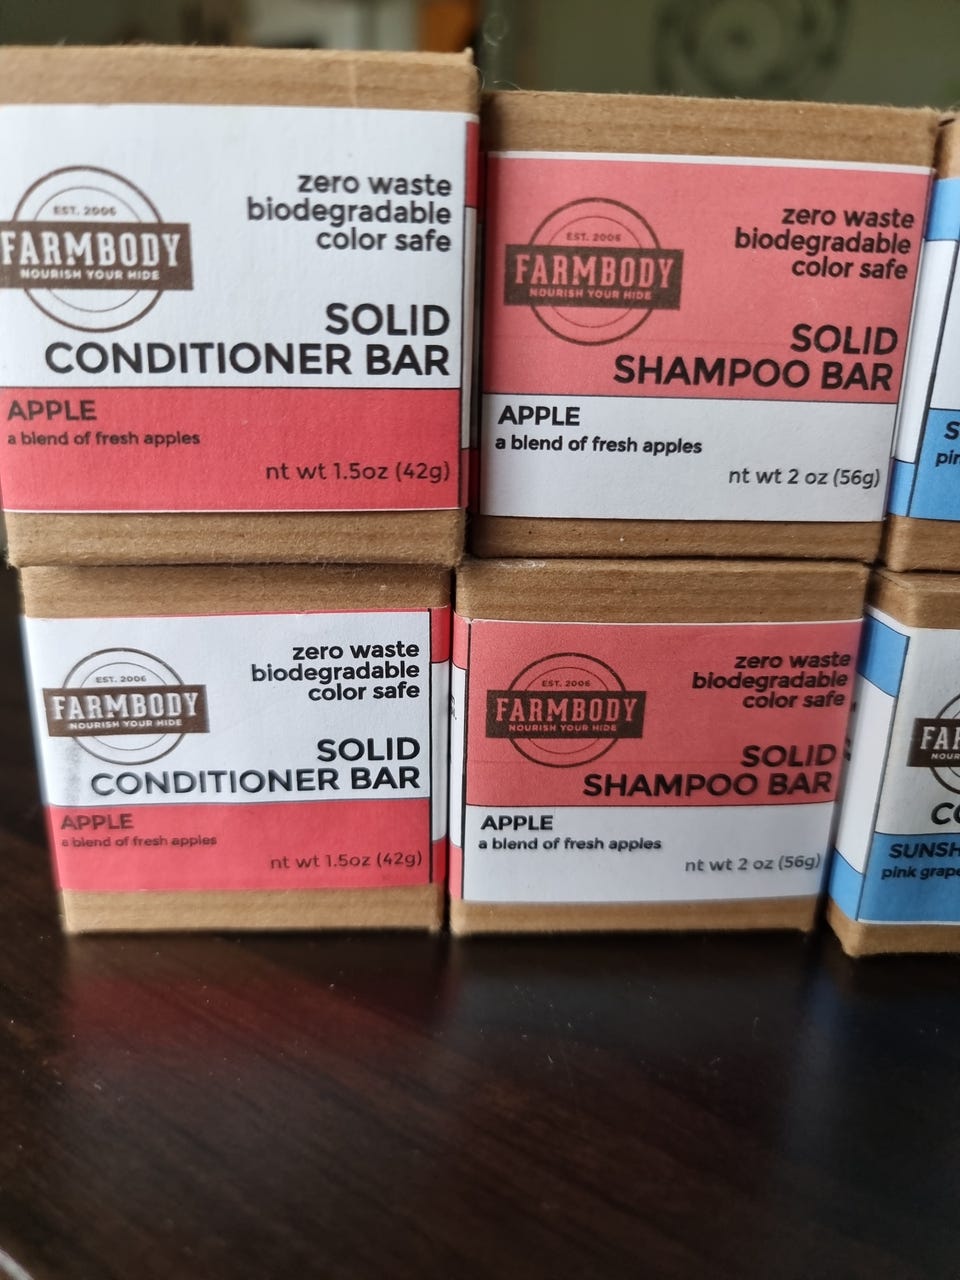 EST. 2006
FARMBODY
NOURISH YOUR HIDE
zero waste
biodegradable
color safe
SOLID
CONDITIONER BAR
APPLE
a blend of fresh apples
nt wt 1.5oz (42g)
EST. 2006
FARMBODY
NOURISH YOUR HIDE
zero waste
biodegradable
color safe
SOLID
SHAMPOO BAR
APPLE
a blend of fresh apples
nt wt 2 oz (56g)
EST. 2006
FARMBODY
NOURISH YOUR HIDE
zero waste
biodegradable
color safe
SOLID
CONDITIONER BAR
APPLE
a blend of fresh apples
nt wt 1.5oz (42g)
EST. 2006
FARMBODY
NOURISH YOUR HIDE
zero waste
biodegradable
color safe
SOLID
SHAMPOO BAR
APPLE
a blend of fresh apples
nt wt 2 oz (56g)
pink